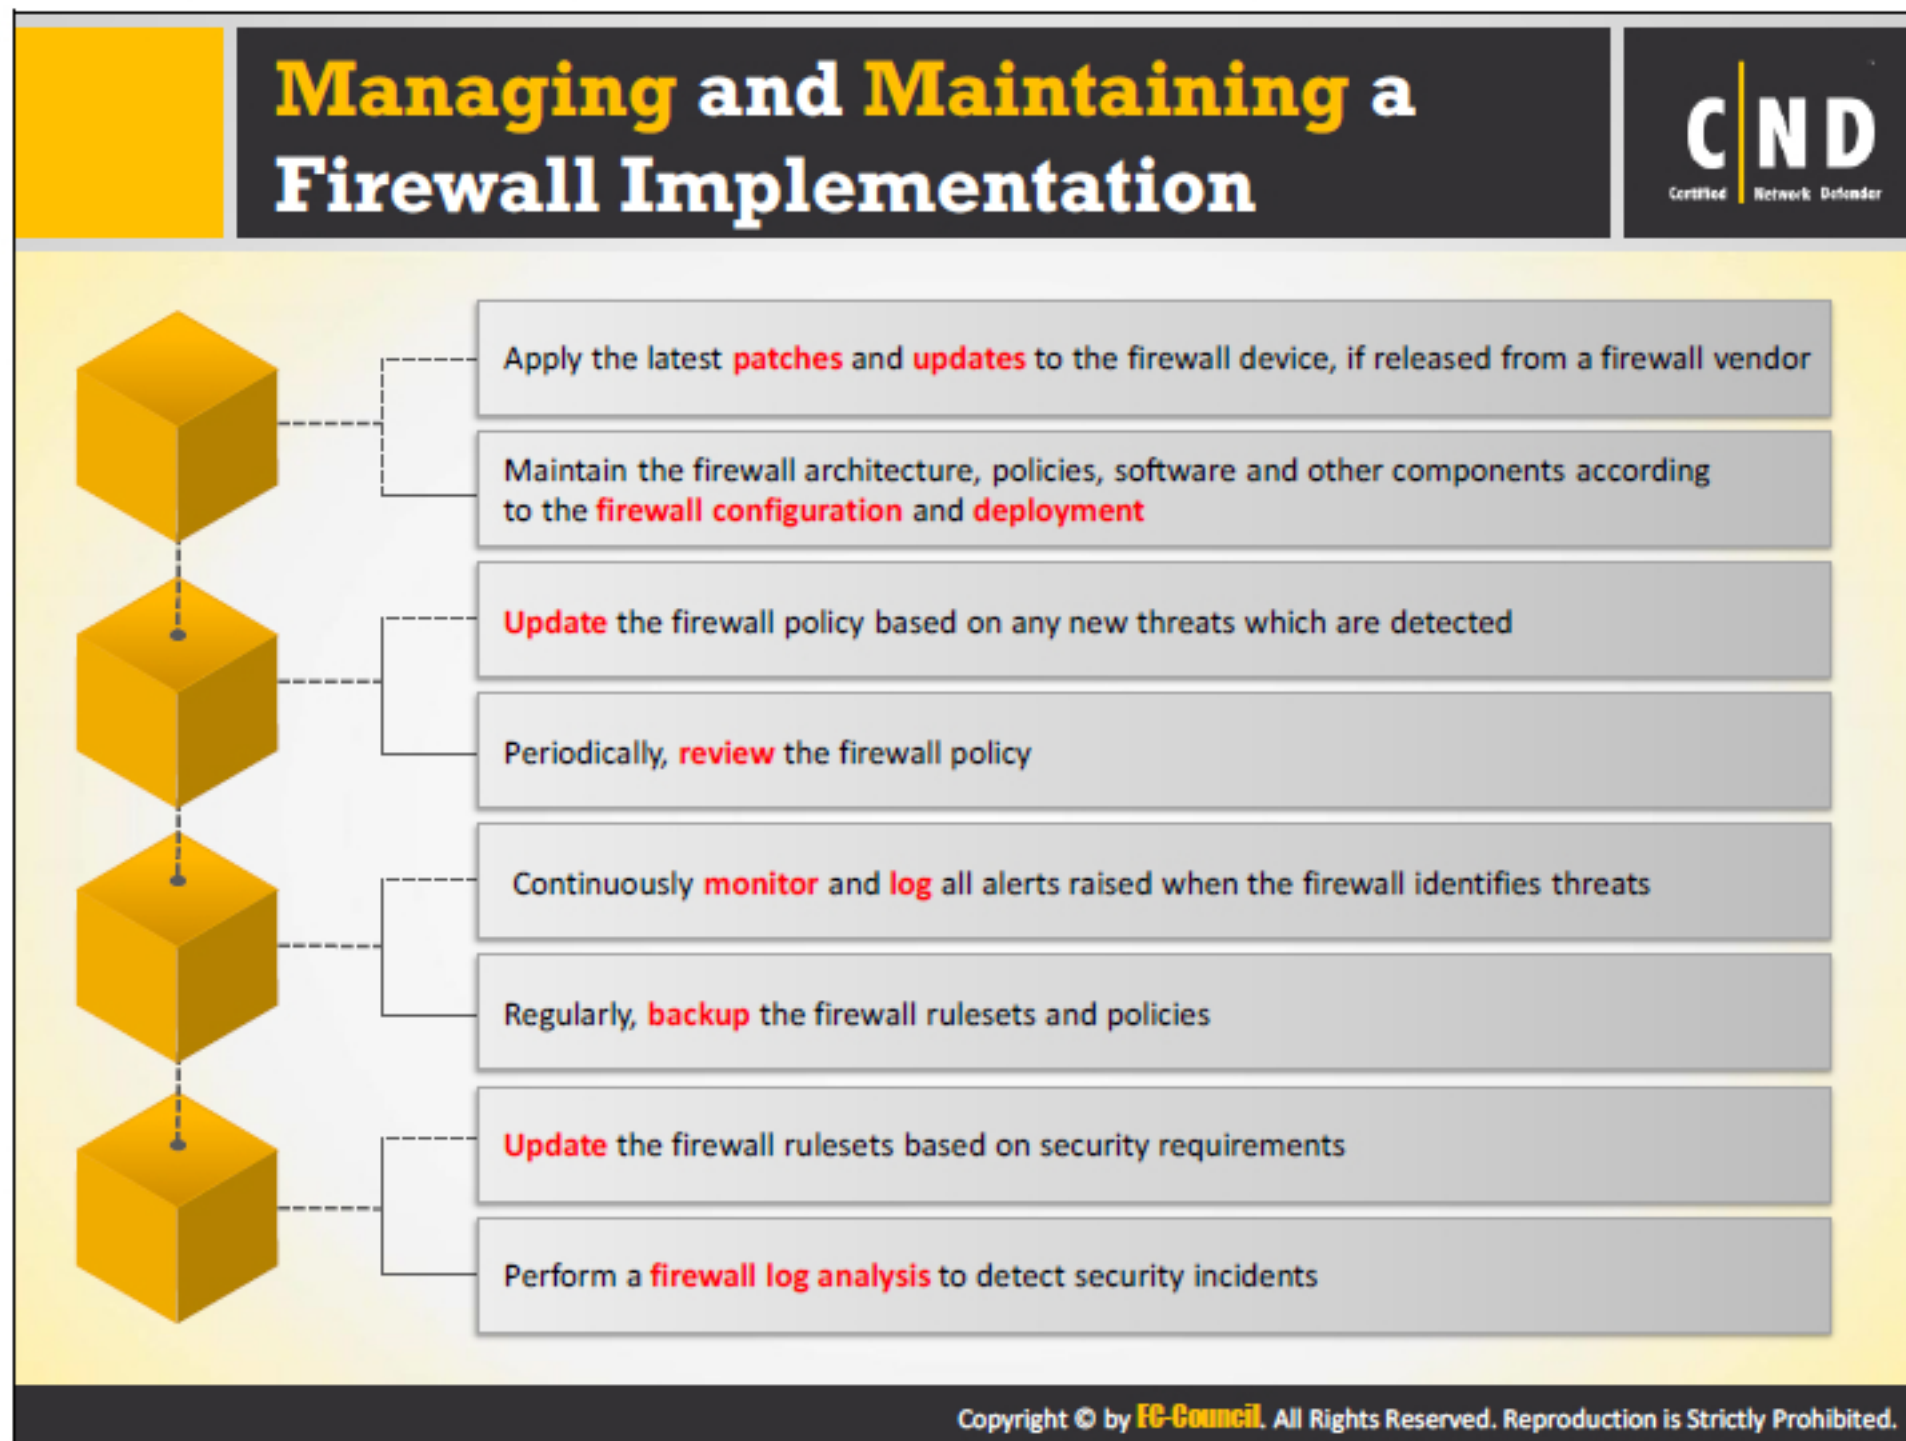 Managing and Maintaining a
Firewall Implementation
C ND
Certified Network Defender
Apply the latest patches and updates to the firewall device, if released from a firewall vendor
Maintain the firewall architecture, policies, software and other components according
to the firewall configuration and deployment
Update the firewall policy based on any new threats which are detected
Periodically, review the firewall policy
Continuously monitor and log all alerts raised when the firewall identifies threats
Regularly, backup the firewall rulesets and policies
Update the firewall rulesets based on security requirements
Perform a firewall log analysis to detect security incidents
Copyright © by EC-Council. All Rights Reserved. Reproduction is Strictly Prohibited.